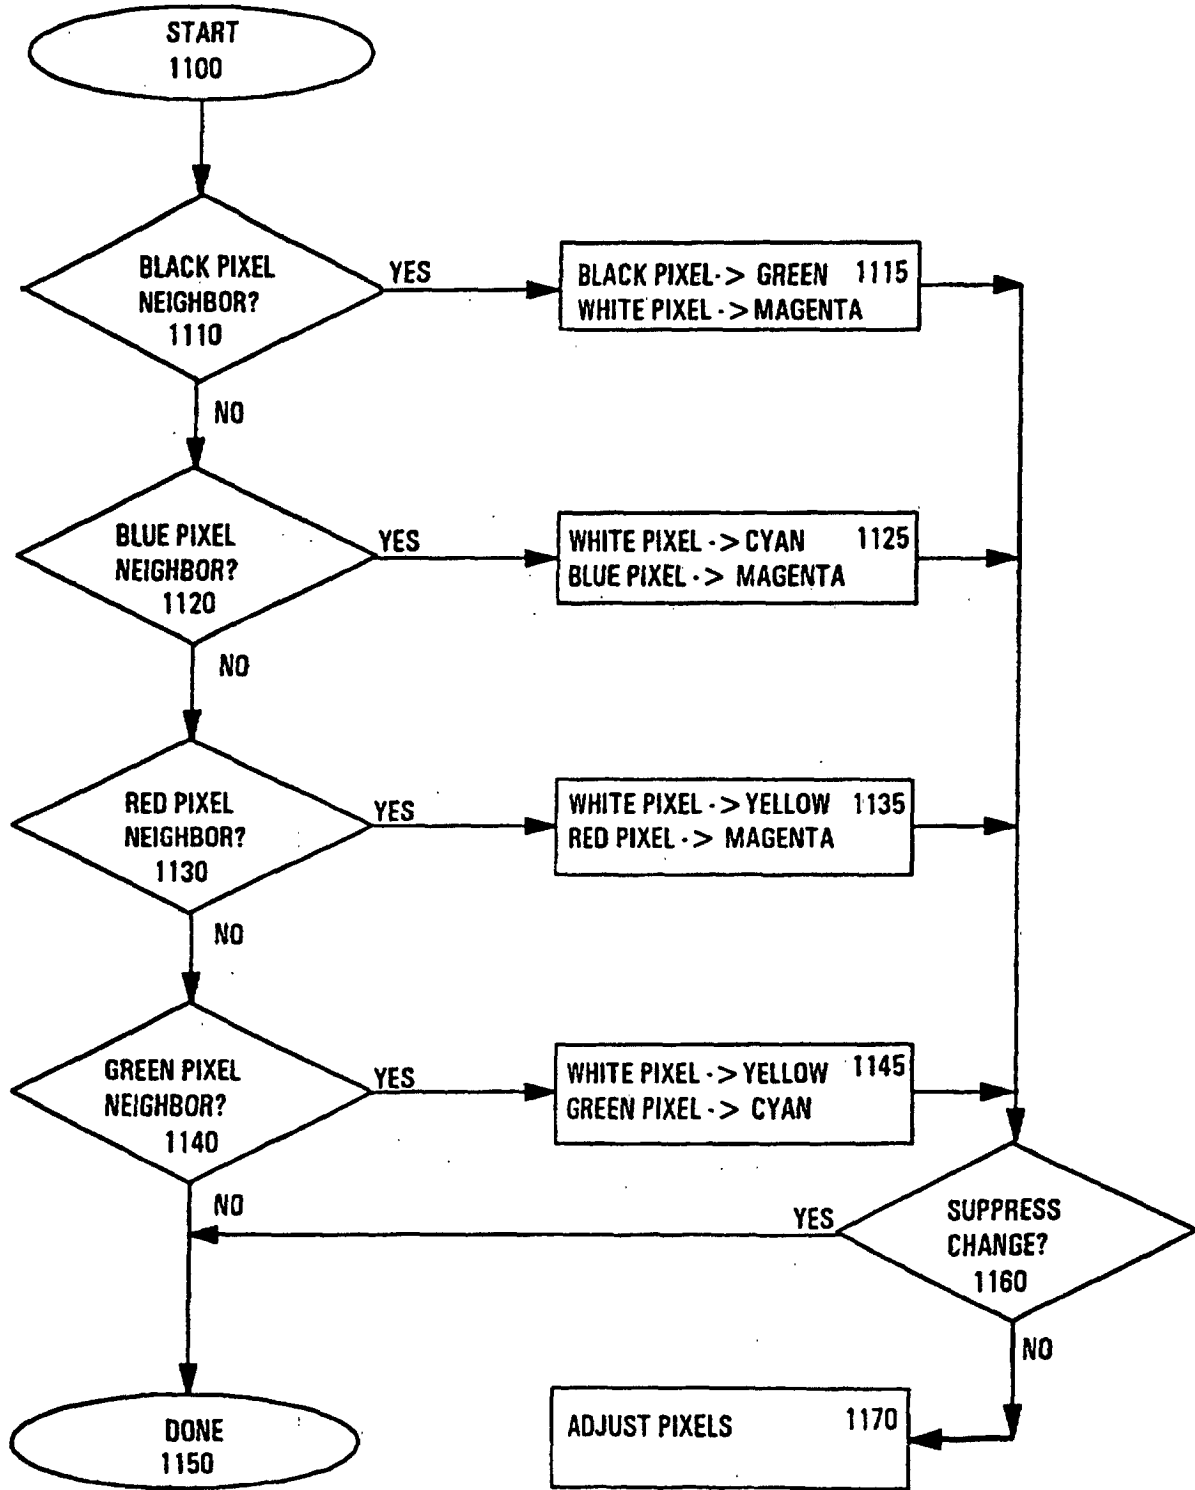 START
1100
BLACK PIXEL
NEIGHBOR?
1110
YES
BLACK PIXEL -> GREEN 1115
WHITE PIXEL -> MAGENTA
NO
BLUE PIXEL
NEIGHBOR?
1120
YES
WHITE PIXEL -> CYAN 1125
BLUE PIXEL -> MAGENTA
NO
RED PIXEL
NEIGHBOR?
1130
YES
WHITE PIXEL -> YELLOW 1135
RED PIXEL -> MAGENTA
NO
GREEN PIXEL
NEIGHBOR?
1140
YES
WHITE PIXEL -> YELLOW 1145
GREEN PIXEL -> CYAN
NO
YES
SUPPRESS
CHANGE?
1160
NO
DONE
1150
ADJUST PIXELS 1170